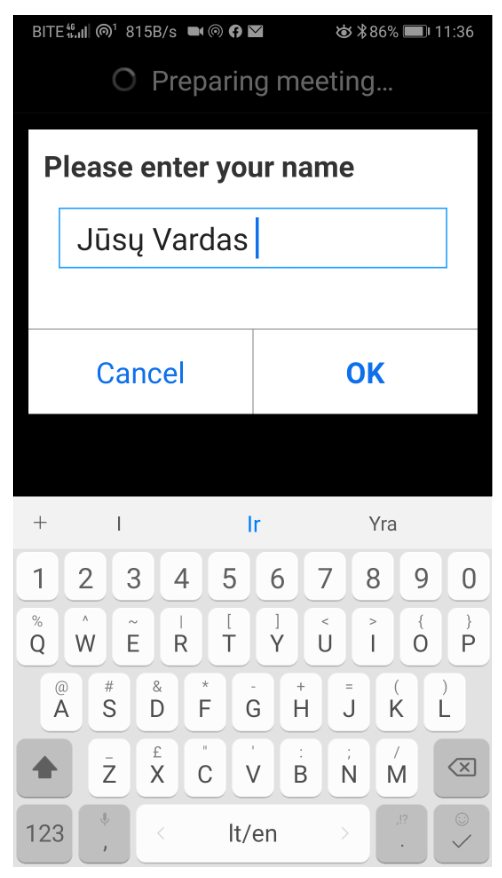 BITE 4G 1 815B/s 86% 11:36
Preparing meeting...
Please enter your name
Jūsų Vardas
Cancel OK
+ I Ir Yra
1 2 3 4 5 6 7 8 9 0
% ^ ~ | [ ] < > { }
Q W E R T Y U I O P
@ # & * - + = ( )
A S D F G H J K L
_ £ " ' : ; /
Z X C V B N M
123 , < lt/en > ,!? .